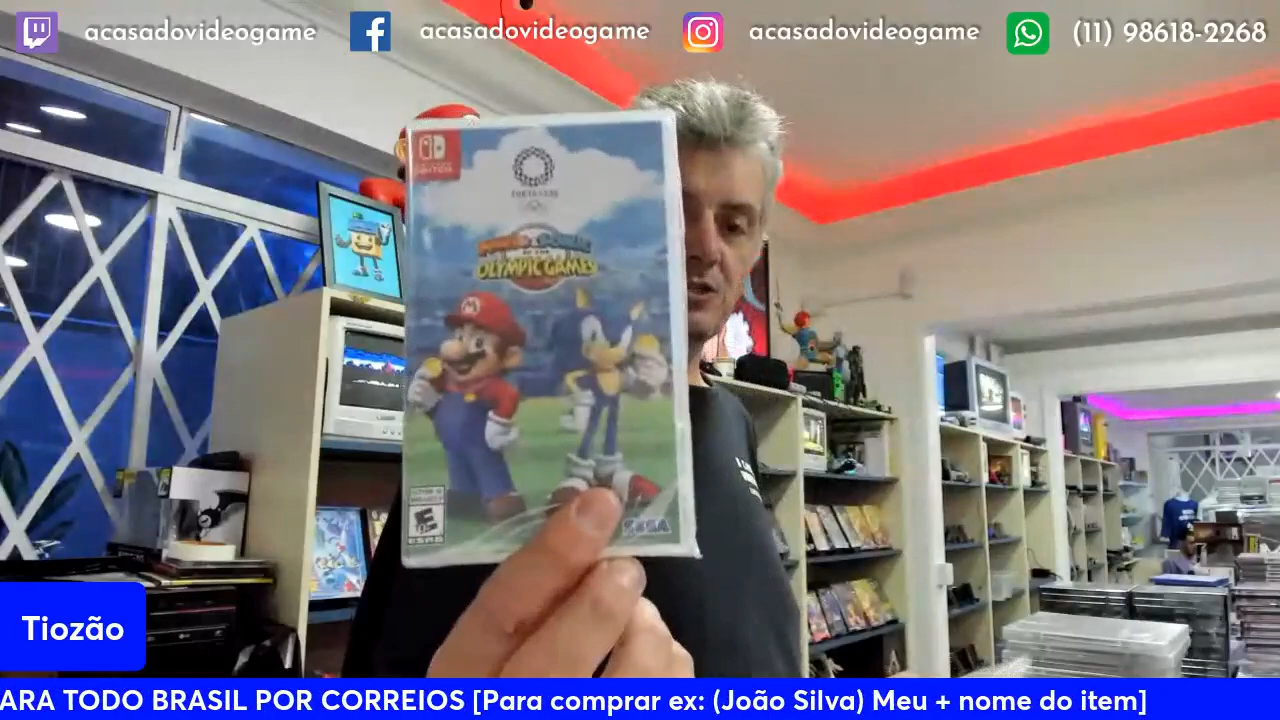 acasadovideogame
acasadovideogame
acasadovideogame
(11) 98618-2268
OLYMPIC GAMES
M
E
SEGA
Tiozão
ARA TODO BRASIL POR CORREIOS [Para comprar ex: (João Silva) Meu + nome do item]